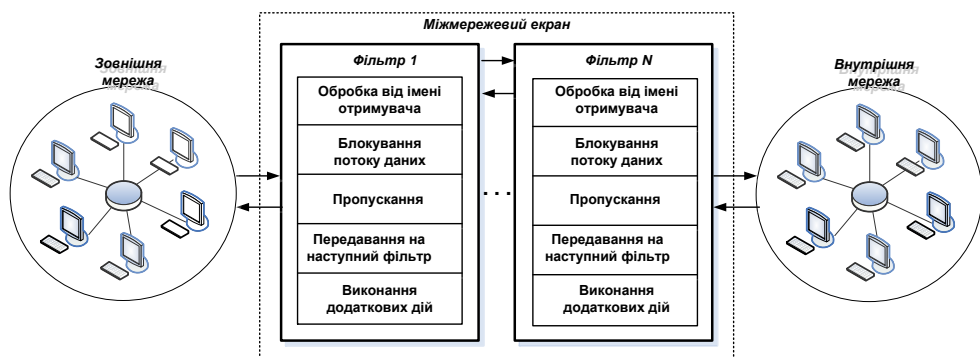 Міжмережевий екран
Зовнішня
мережа
Фільтр 1
Обробка від імені
отримувача
Блокування
потоку даних
Пропускання
Передавання на
наступний фільтр
Виконання
додаткових дій
. . .
Фільтр N
Обробка від імені
отримувача
Блокування
потоку даних
Пропускання
Передавання на
наступний фільтр
Виконання
додаткових дій
Внутрішня
мережа